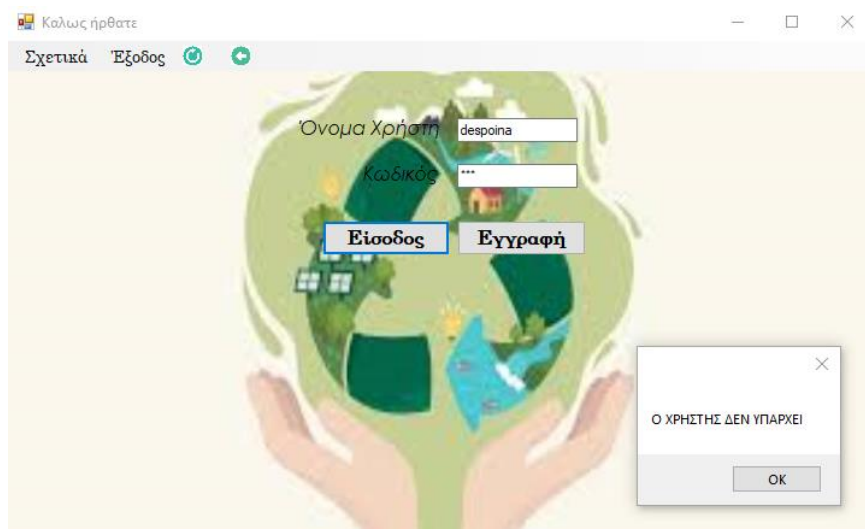 Καλως ήρθατε
Σχετικά Έξοδος
Όνομα Χρήστη despoina
Κωδικός ***
Είσοδος Εγγραφή
Ο ΧΡΗΣΤΗΣ ΔΕΝ ΥΠΑΡΧΕΙ
OK